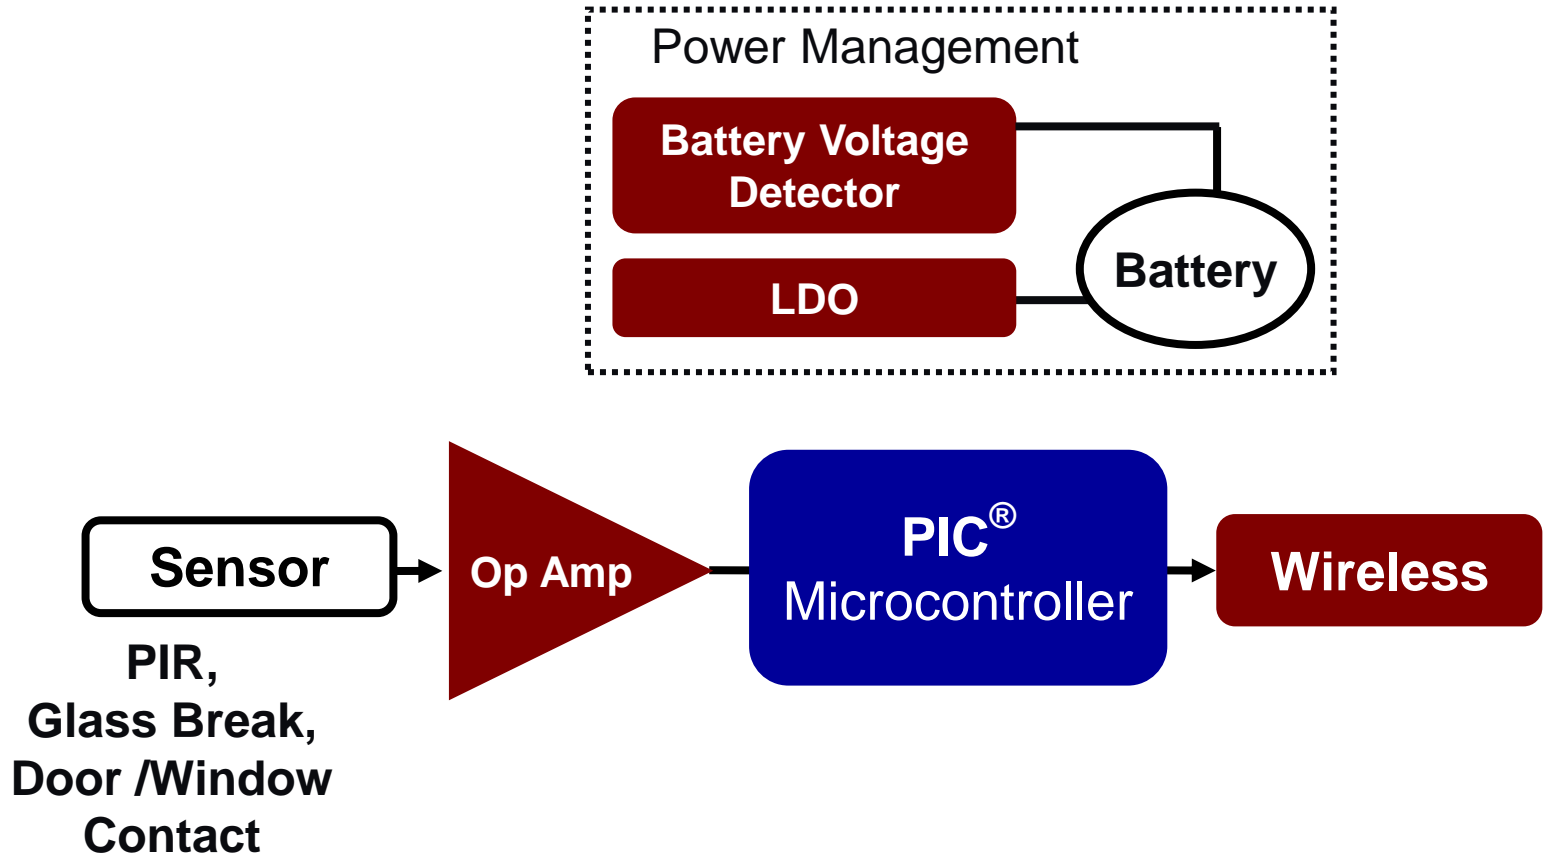 Power Management
Battery Voltage
Detector
LDO
Battery
Sensor
Op Amp
PIC®
Microcontroller
Wireless
PIR,
Glass Break,
Door /Window
Contact